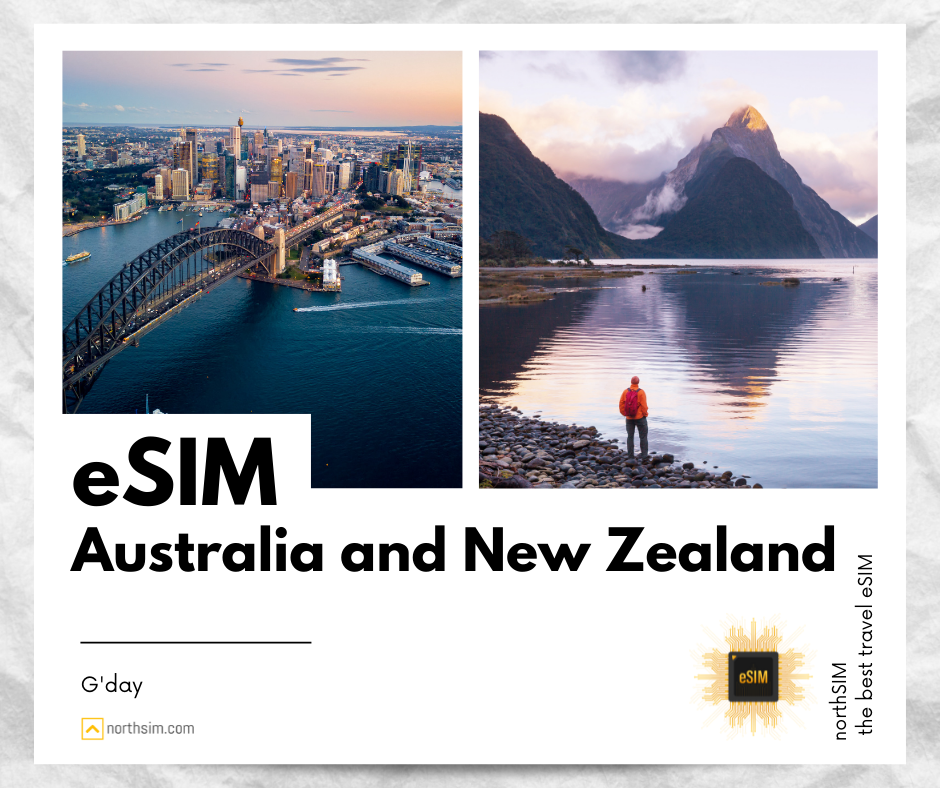 eSIM
Australia and New Zealand
G'day
northsim.com
eSIM
northSIM
the best travel eSIM